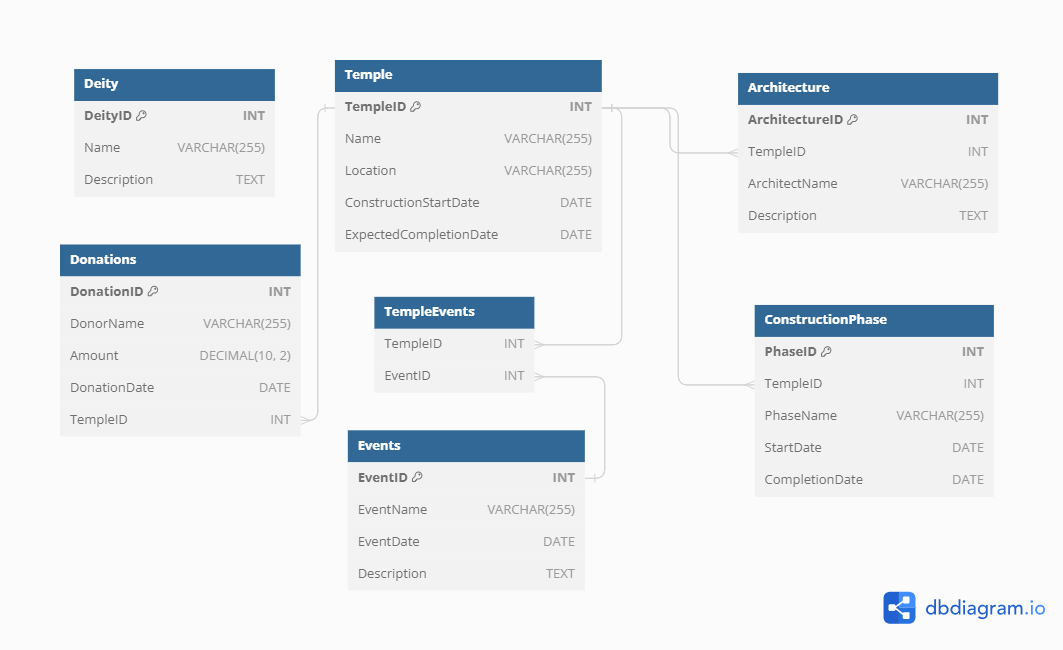 Deity
DeityID INT
Name VARCHAR(255)
Description TEXT
Temple
TempleID INT
Name VARCHAR(255)
Location VARCHAR(255)
ConstructionStartDate DATE
ExpectedCompletionDate DATE
Architecture
ArchitectureID INT
TempleID INT
ArchitectName VARCHAR(255)
Description TEXT
Donations
DonationID INT
DonorName VARCHAR(255)
Amount DECIMAL(10, 2)
DonationDate DATE
TempleID INT
TempleEvents
TempleID INT
EventID INT
ConstructionPhase
PhaseID INT
TempleID INT
PhaseName VARCHAR(255)
StartDate DATE
CompletionDate DATE
Events
EventID INT
EventName VARCHAR(255)
EventDate DATE
Description TEXT
dbdiagram.io